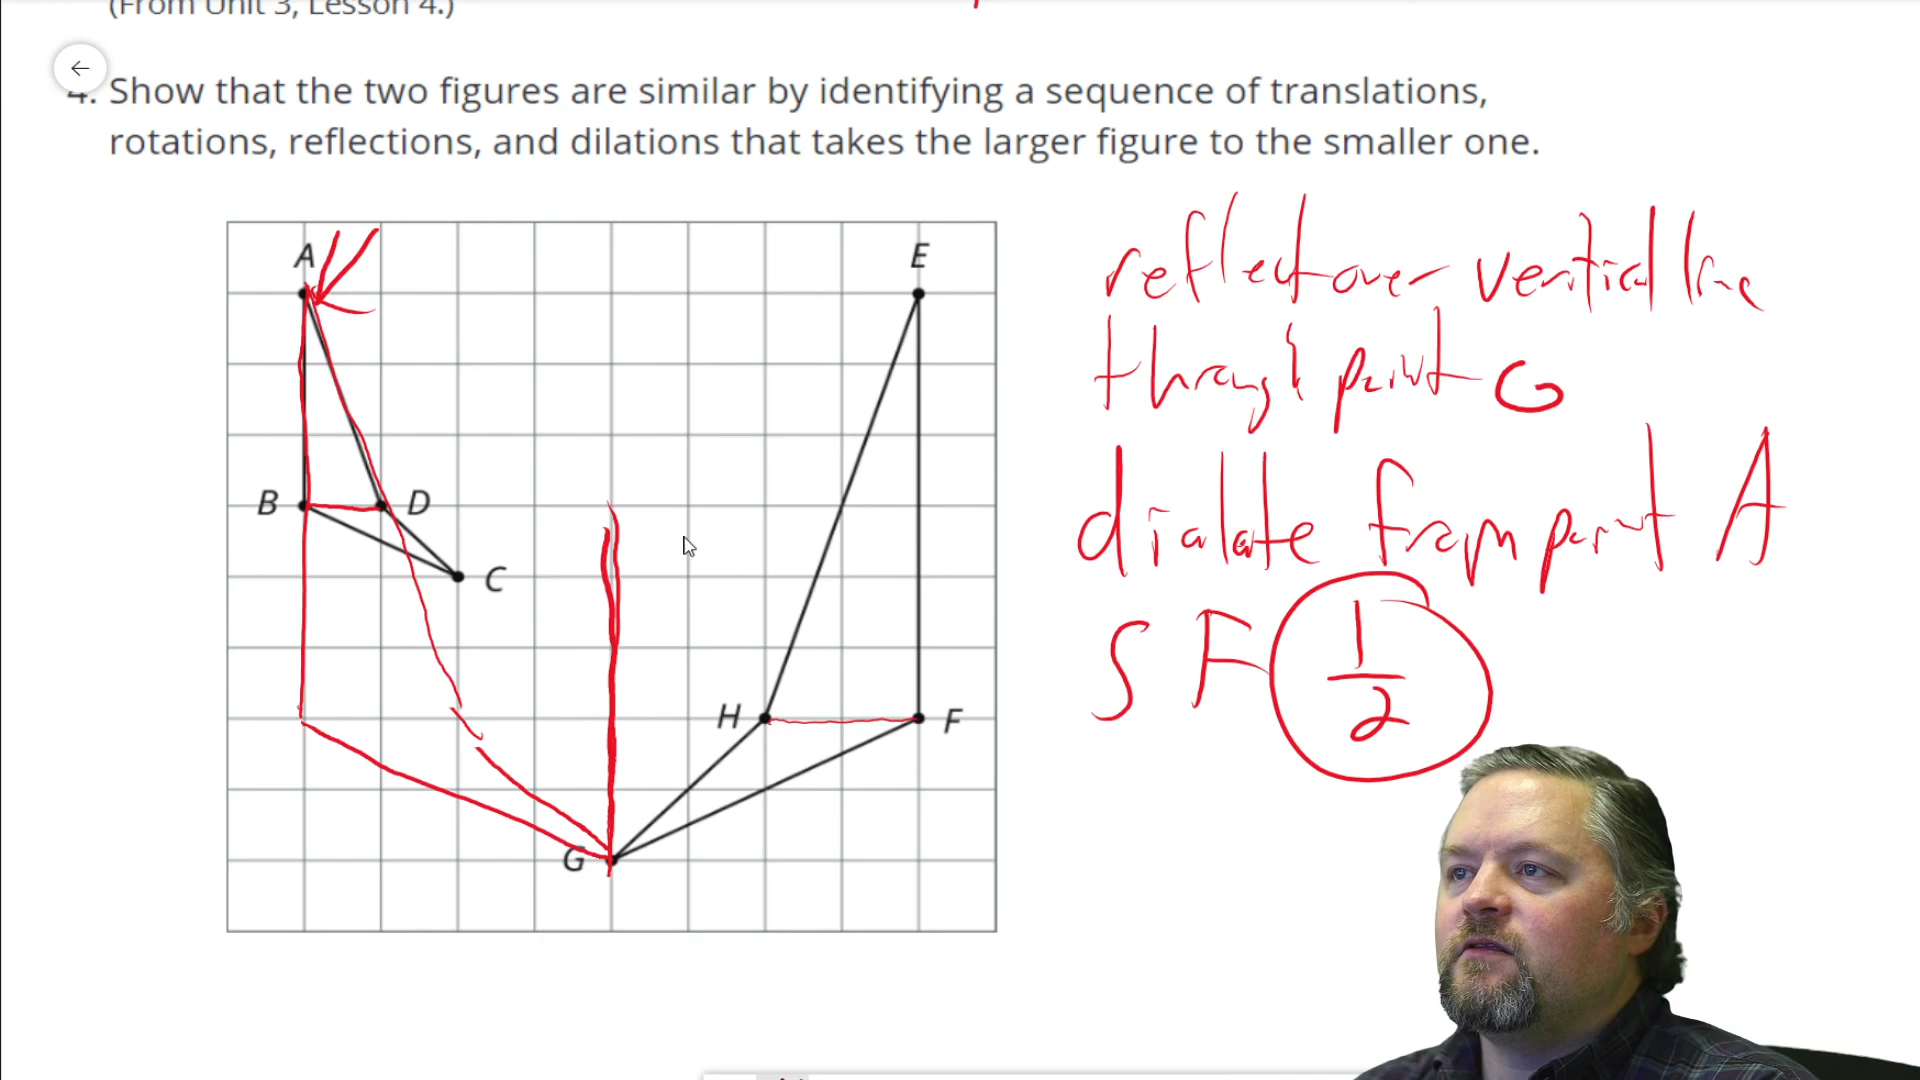 (From Unit 3, Lesson 4.)
4. Show that the two figures are similar by identifying a sequence of translations,
rotations, reflections, and dilations that takes the larger figure to the smaller one.
A
E
B
D
C
H
F
G
reflect over vertical line
through point G
dialate from point A
SF 1/2